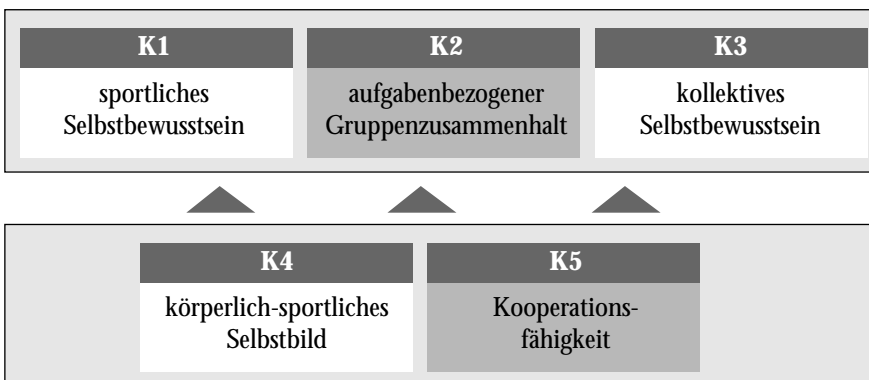 K1
sportliches
Selbstbewusstsein
K2
aufgabenbezogener
Gruppenzusammenhalt
K3
kollektives
Selbstbewusstsein
K4
körperlich-sportliches
Selbstbild
K5
Kooperations-
fähigkeit